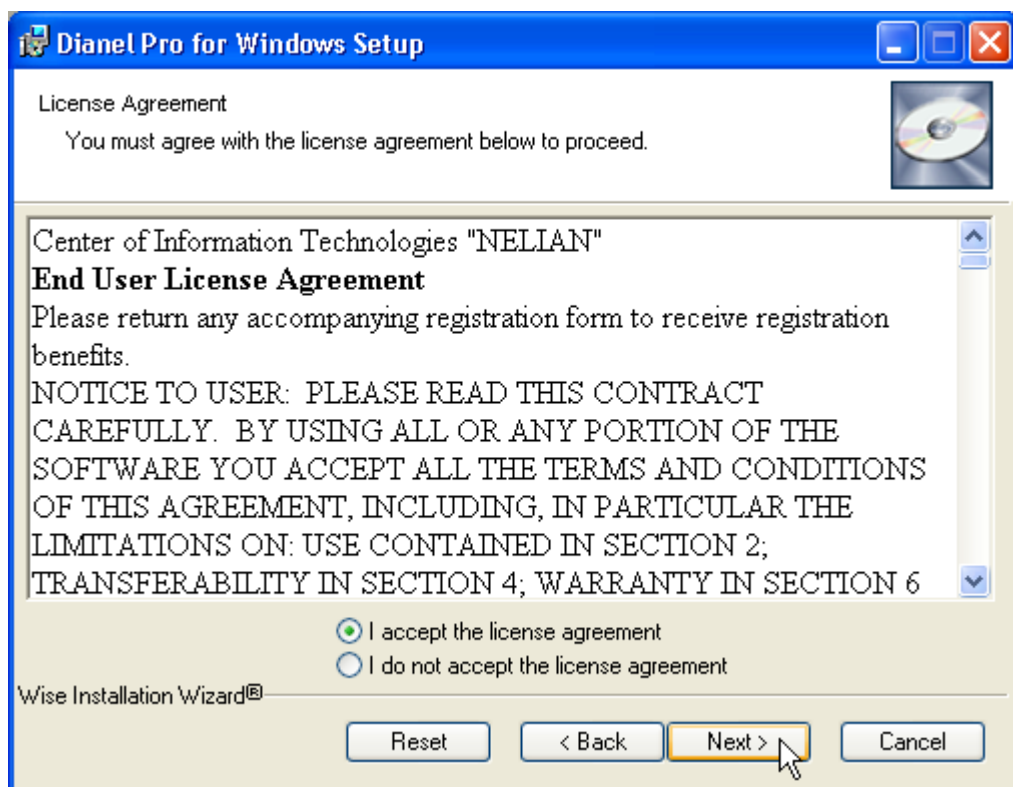 Dianel Pro for Windows Setup
License Agreement
You must agree with the license agreement below to proceed.
Center of Information Technologies "NELIAN"
End User License Agreement
Please return any accompanying registration form to receive registration
benefits.
NOTICE TO USER:  PLEASE READ THIS CONTRACT
CAREFULLY.  BY USING ALL OR ANY PORTION OF THE
SOFTWARE YOU ACCEPT ALL THE TERMS AND CONDITIONS
OF THIS AGREEMENT, INCLUDING, IN PARTICULAR THE
LIMITATIONS ON: USE CONTAINED IN SECTION 2;
TRANSFERABILITY IN SECTION 4; WARRANTY IN SECTION 6
I accept the license agreement
I do not accept the license agreement
Wise Installation Wizard®
Reset
< Back
Next >
Cancel